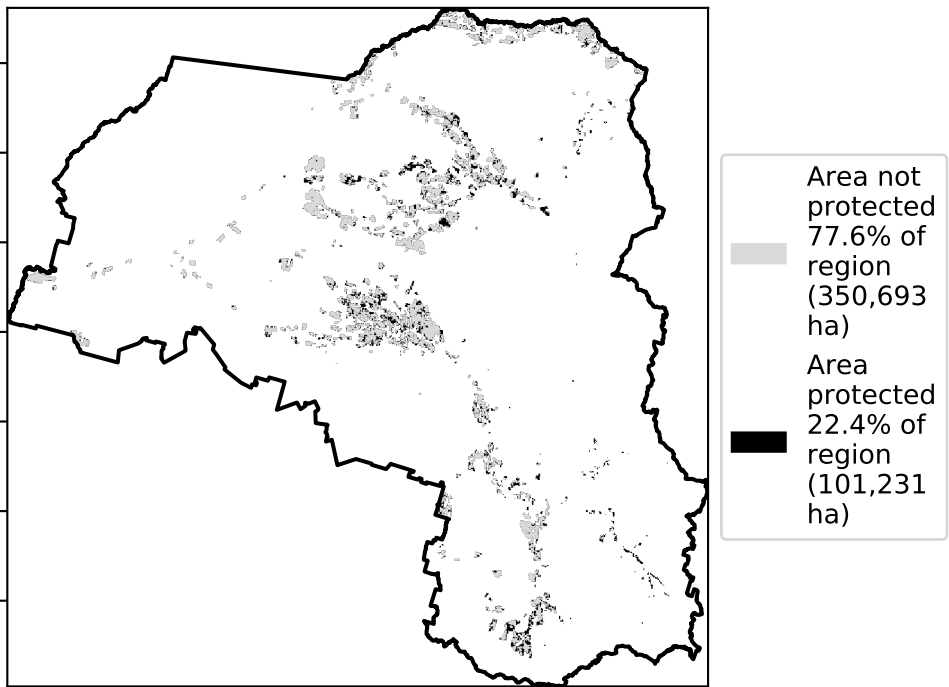 Area not
protected
77.6% of
region
(350,693
ha)
Area
protected
22.4% of
region
(101,231
ha)